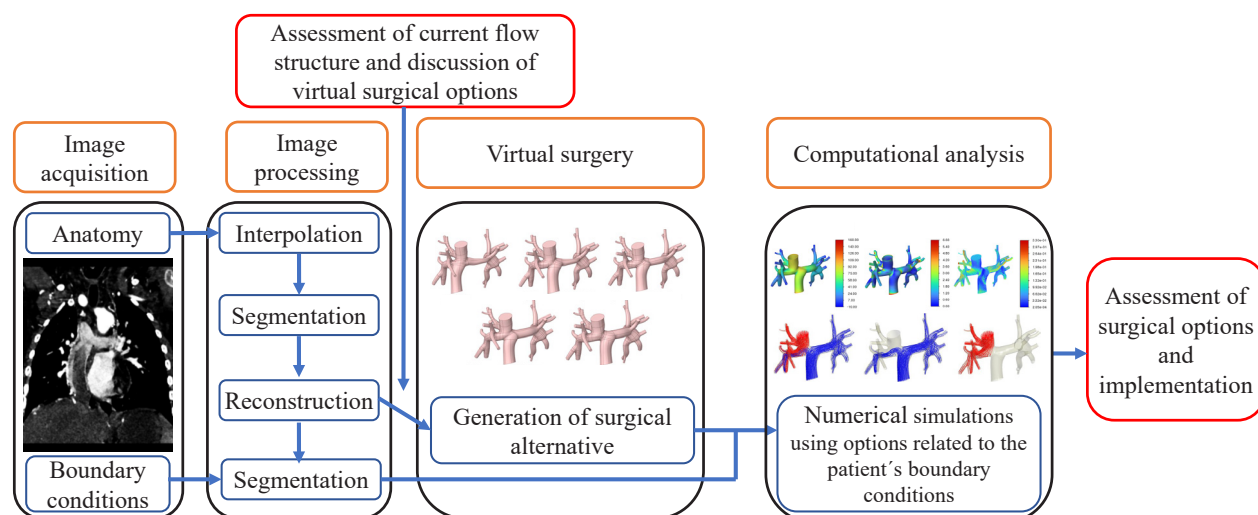 Assessment of current flow
structure and discussion of
virtual surgical options
Image
acquisition
Image
processing
Virtual surgery
Computational analysis
Anatomy
Interpolation
Segmentation
Reconstruction
Segmentation
Boundary
conditions
Generation of surgical
alternative
Numerical simulations
using options related to the
patient´s boundary
conditions
Assessment of
surgical options
and
implementation